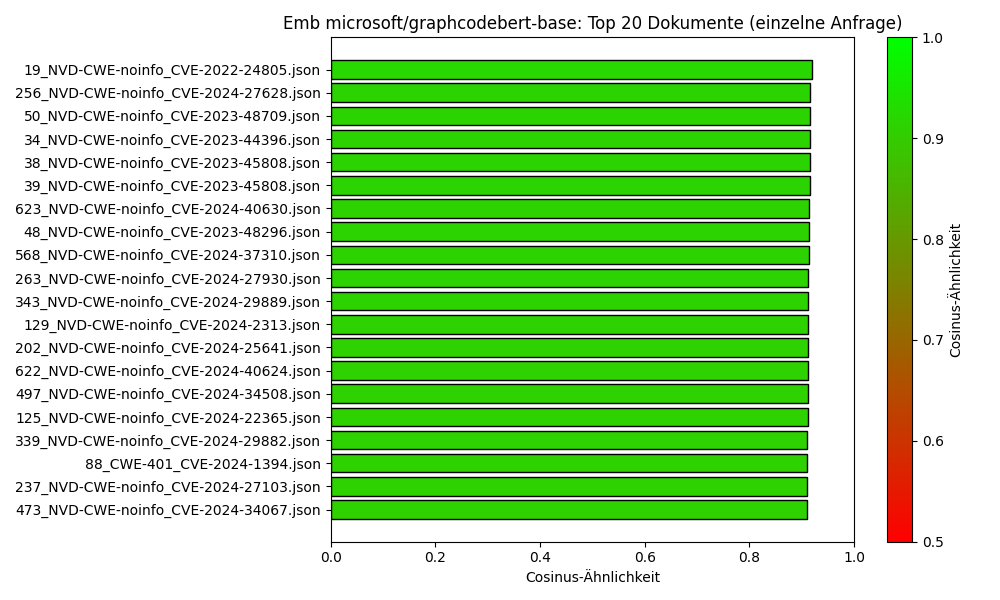 Emb microsoft/graphcodebert-base: Top 20 Dokumente (einzelne Anfrage)
19_NVD-CWE-noinfo_CVE-2022-24805.json
256_NVD-CWE-noinfo_CVE-2024-27628.json
50_NVD-CWE-noinfo_CVE-2023-48709.json
34_NVD-CWE-noinfo_CVE-2023-44396.json
38_NVD-CWE-noinfo_CVE-2023-45808.json
39_NVD-CWE-noinfo_CVE-2023-45808.json
623_NVD-CWE-noinfo_CVE-2024-40630.json
48_NVD-CWE-noinfo_CVE-2023-48296.json
568_NVD-CWE-noinfo_CVE-2024-37310.json
263_NVD-CWE-noinfo_CVE-2024-27930.json
343_NVD-CWE-noinfo_CVE-2024-29889.json
129_NVD-CWE-noinfo_CVE-2024-2313.json
202_NVD-CWE-noinfo_CVE-2024-25641.json
622_NVD-CWE-noinfo_CVE-2024-40624.json
497_NVD-CWE-noinfo_CVE-2024-34508.json
125_NVD-CWE-noinfo_CVE-2024-22365.json
339_NVD-CWE-noinfo_CVE-2024-29882.json
88_CWE-401_CVE-2024-1394.json
237_NVD-CWE-noinfo_CVE-2024-27103.json
473_NVD-CWE-noinfo_CVE-2024-34067.json
0.0 0.2 0.4 0.6 0.8 1.0
Cosinus-Ähnlichkeit
1.0
0.9
0.8
0.7
0.6
0.5
Cosinus-Ähnlichkeit